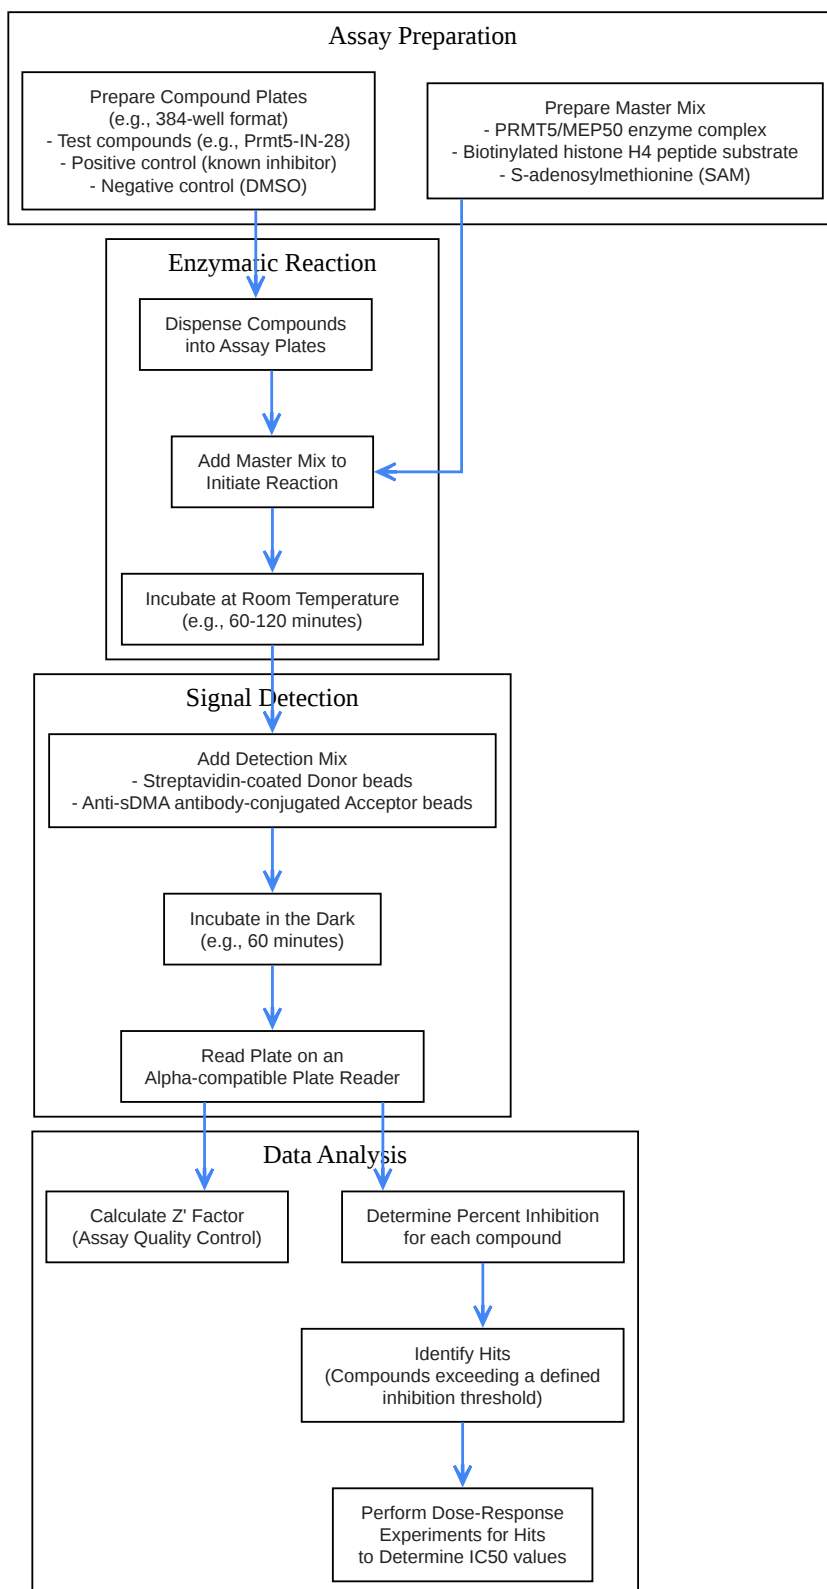 Assay Preparation
Prepare Compound Plates
(e.g., 384-well format)
- Test compounds (e.g., Prmt5-IN-28)
- Positive control (known inhibitor)
- Negative control (DMSO)
Prepare Master Mix
- PRMT5/MEP50 enzyme complex
- Biotinylated histone H4 peptide substrate
- S-adenosylmethionine (SAM)
Enzymatic Reaction
Dispense Compounds
into Assay Plates
Add Master Mix to
Initiate Reaction
Incubate at Room Temperature
(e.g., 60-120 minutes)
Signal Detection
Add Detection Mix
- Streptavidin-coated Donor beads
- Anti-sDMA antibody-conjugated Acceptor beads
Incubate in the Dark
(e.g., 60 minutes)
Read Plate on an
Alpha-compatible Plate Reader
Data Analysis
Calculate Z' Factor
(Assay Quality Control)
Determine Percent Inhibition
for each compound
Identify Hits
(Compounds exceeding a defined
inhibition threshold)
Perform Dose-Response
Experiments for Hits
to Determine IC50 values